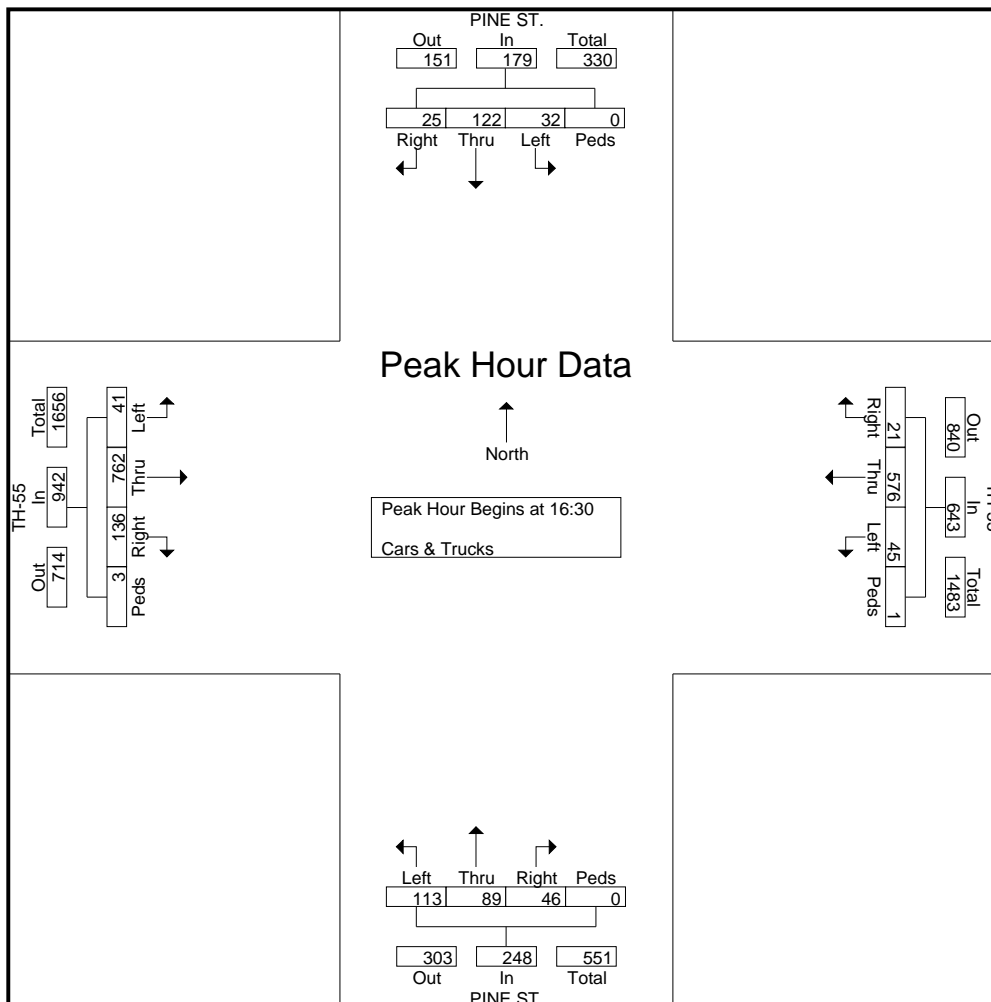 PINE ST.
Out In Total
151 179 330
25 122 32 0
Right Thru Left Peds
Peak Hour Data
North
Peak Hour Begins at 16:30
Cars & Trucks
TH-55
Total In Out
1656 942 714
41 762 136 3
Left Thru Right Peds
Out In Total
840 643 1483
21 576 45 1
Right Thru Left Peds
Left Thru Right Peds
113 89 46 0
303 248 551
Out In Total
PINE ST.